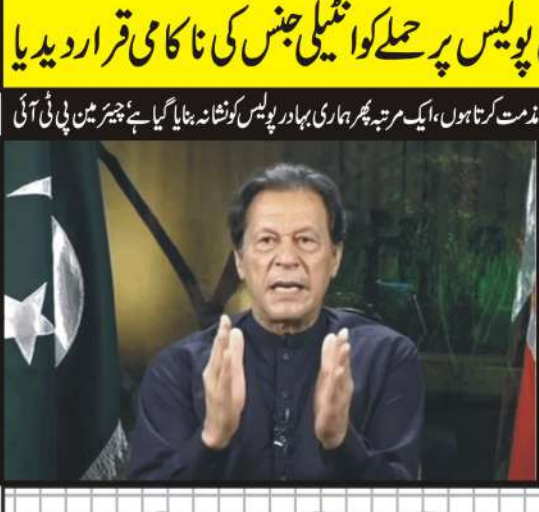 پولیس پر حملے کو انٹیلی جنس کی ناکامی قرار دیدیا
مذمت کرتا ہوں، ایک مرتبہ پھر ہماری بہادر پولیس کو نشانہ بنایا گیا ہے، چیئرمین پی ٹی آئی